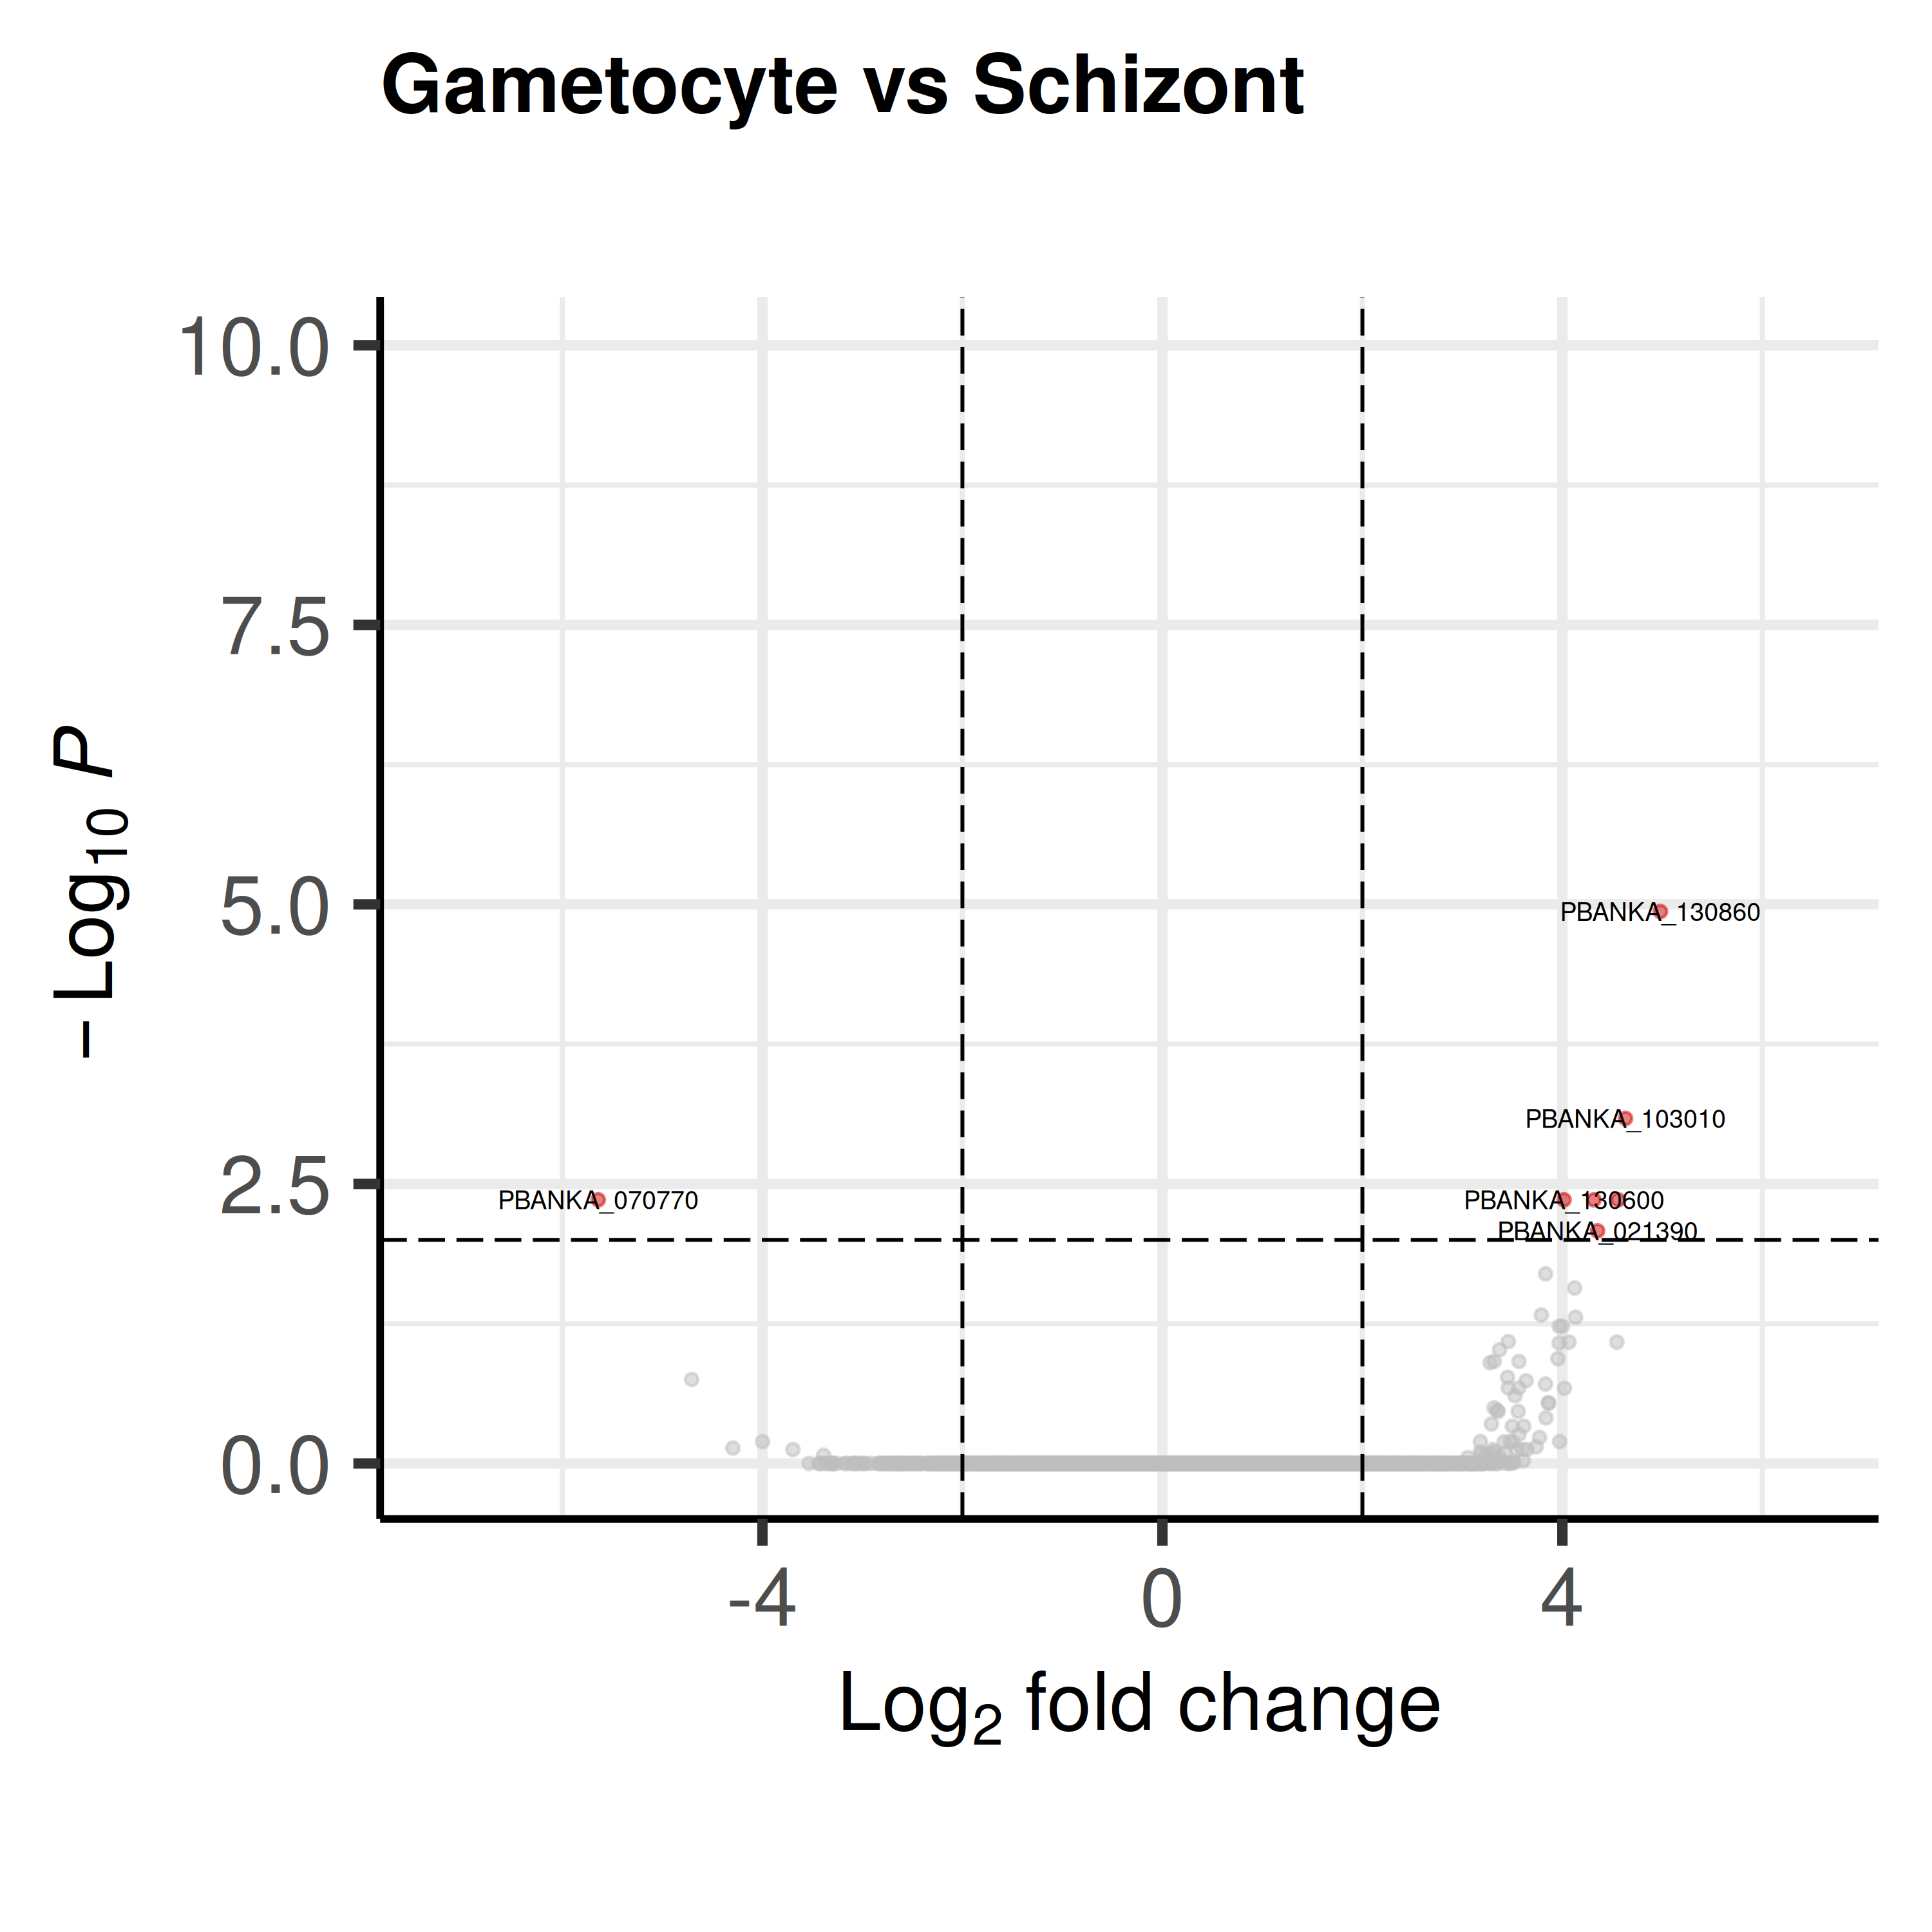 Gametocyte vs Schizont
− Log10 P
10.0
7.5
5.0
2.5
0.0
PBANKA_130860
PBANKA_103010
PBANKA_070770
PBANKA_130600
PBANKA_021390
-4
0
4
Log2 fold change